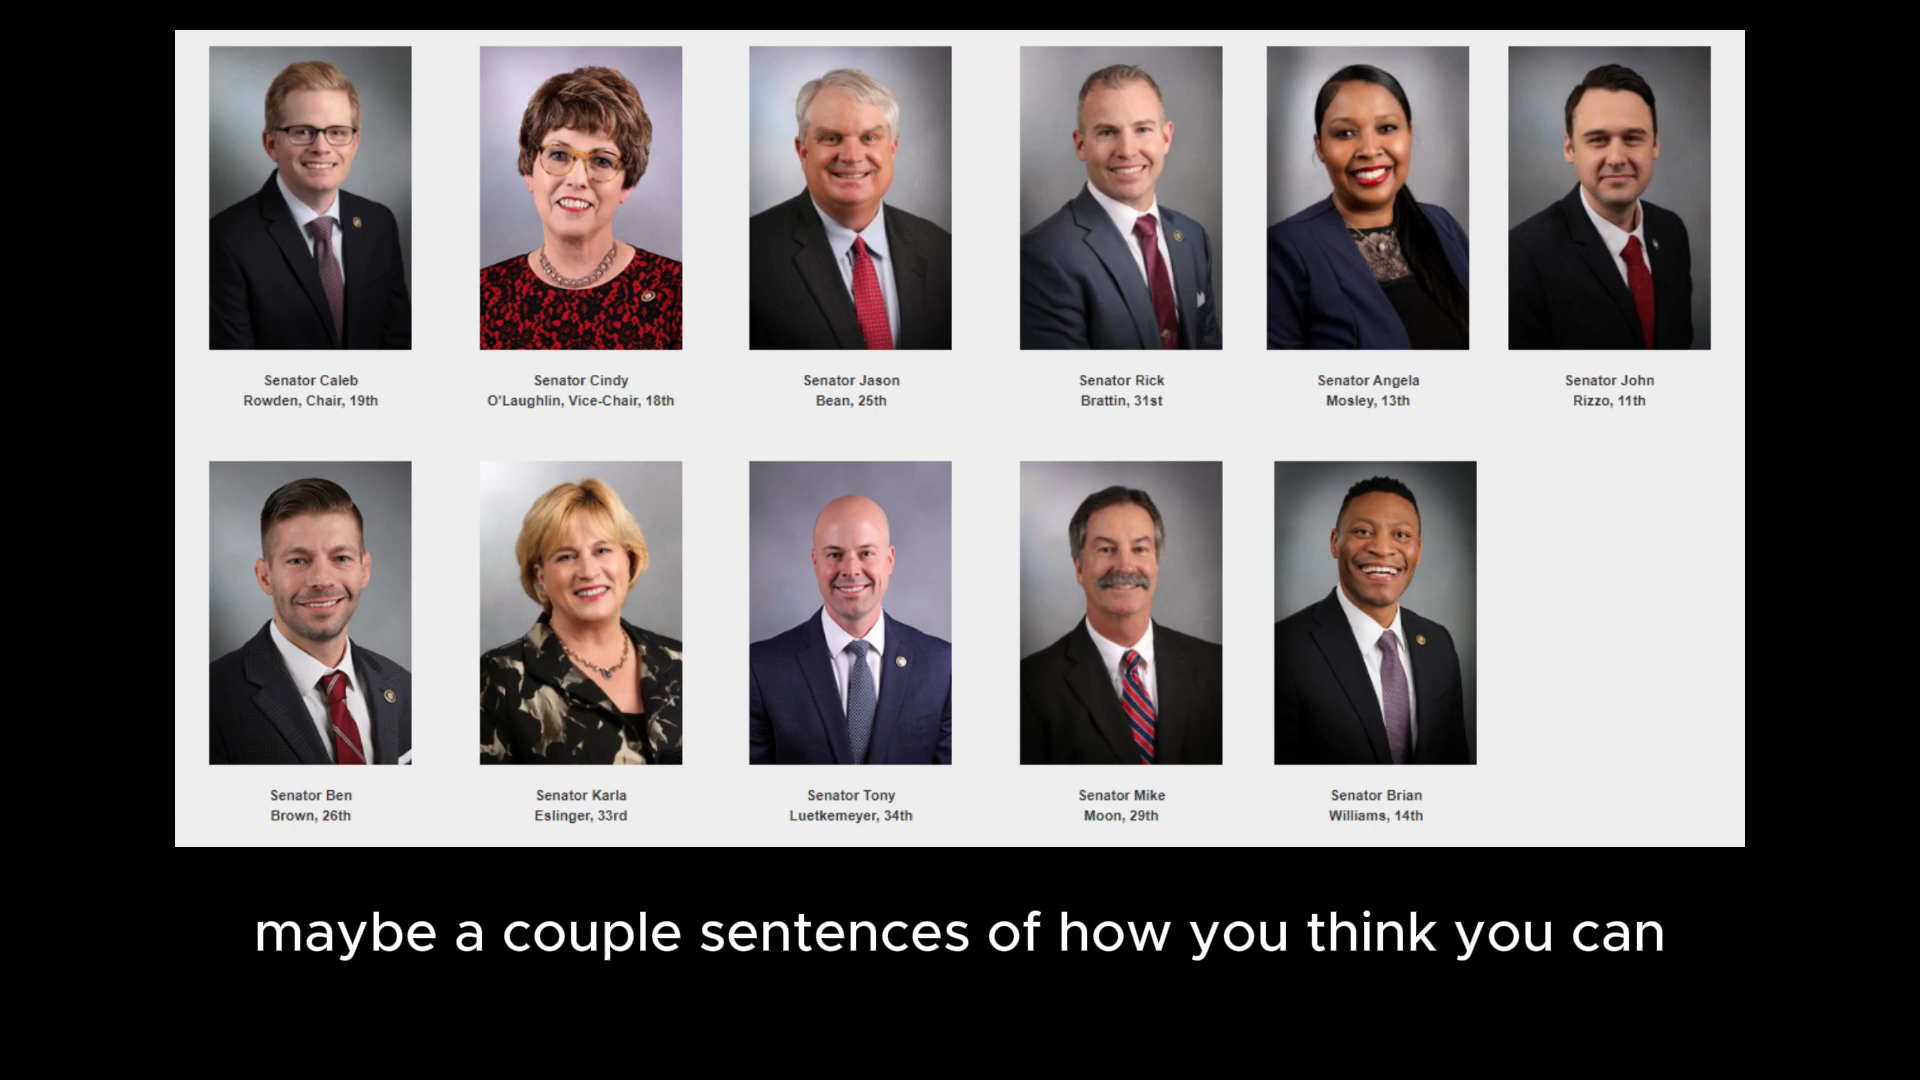 Senator Caleb
Rowden, Chair, 19th
Senator Cindy
O'Laughlin, Vice-Chair, 18th
Senator Jason
Bean, 25th
Senator Rick
Brattin, 31st
Senator Angela
Mosley, 13th
Senator John
Rizzo, 11th
Senator Ben
Brown, 26th
Senator Karla
Eslinger, 33rd
Senator Tony
Luetkemeyer, 34th
Senator Mike
Moon, 29th
Senator Brian
Williams, 14th
maybe a couple sentences of how you think you can